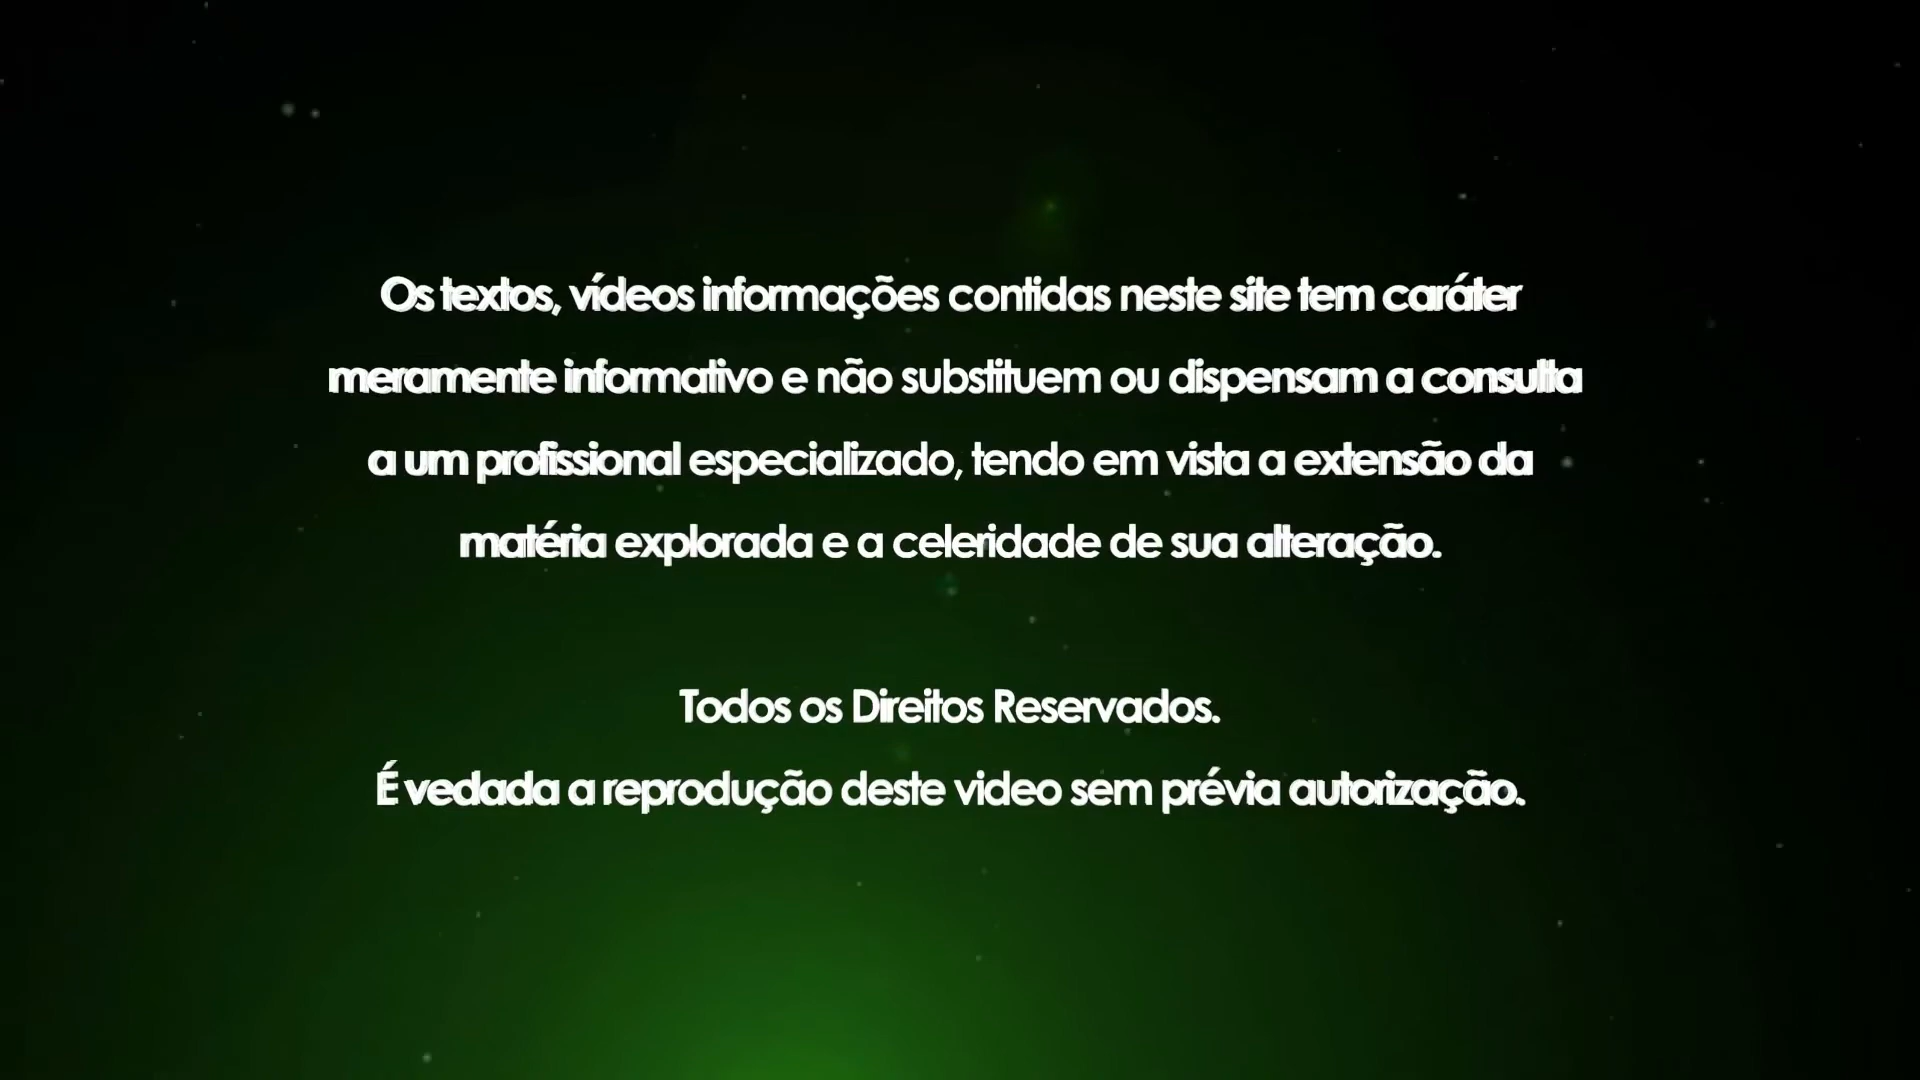 Os textos, vídeos informações contidas neste site tem caráter
meramente informativo e não substituem ou dispensam a consulta
a um profissional especializado, tendo em vista a extensão da
matéria explorada e a celeridade de sua alteração.
Todos os Direitos Reservados.
É vedada a reprodução deste video sem prévia autorização.